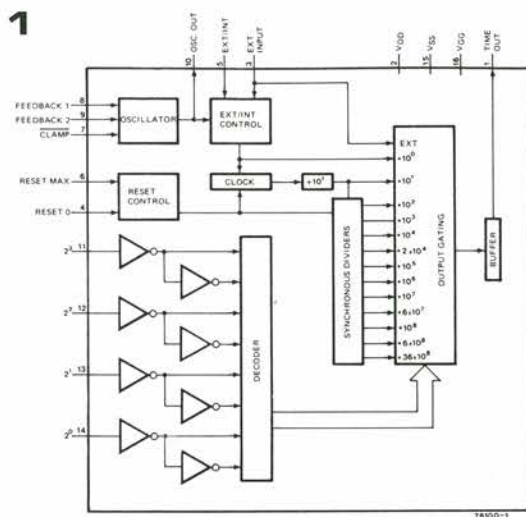 1
10 OSC OUT
5 EXT/INT
3 EXT INPUT
2 VDD
15 VSS
16 VGG
1 TIME OUT
FEEDBACK 1 8
FEEDBACK 2 9
CLAMP 7
OSCILLATOR
EXT/INT CONTROL
RESET MAX 6
RESET 0 4
RESET CONTROL
CLOCK
÷10¹
SYNCHRONOUS DIVIDERS
EXT
÷10⁰
÷10¹
÷10²
÷10³
÷10⁴
÷2×10⁴
÷10⁵
÷10⁶
÷10⁷
÷6×10⁷
÷10⁸
÷6×10⁸
÷36×10⁸
OUTPUT GATING
BUFFER
2³ 11
2² 12
2¹ 13
2⁰ 14
DECODER
78100-1